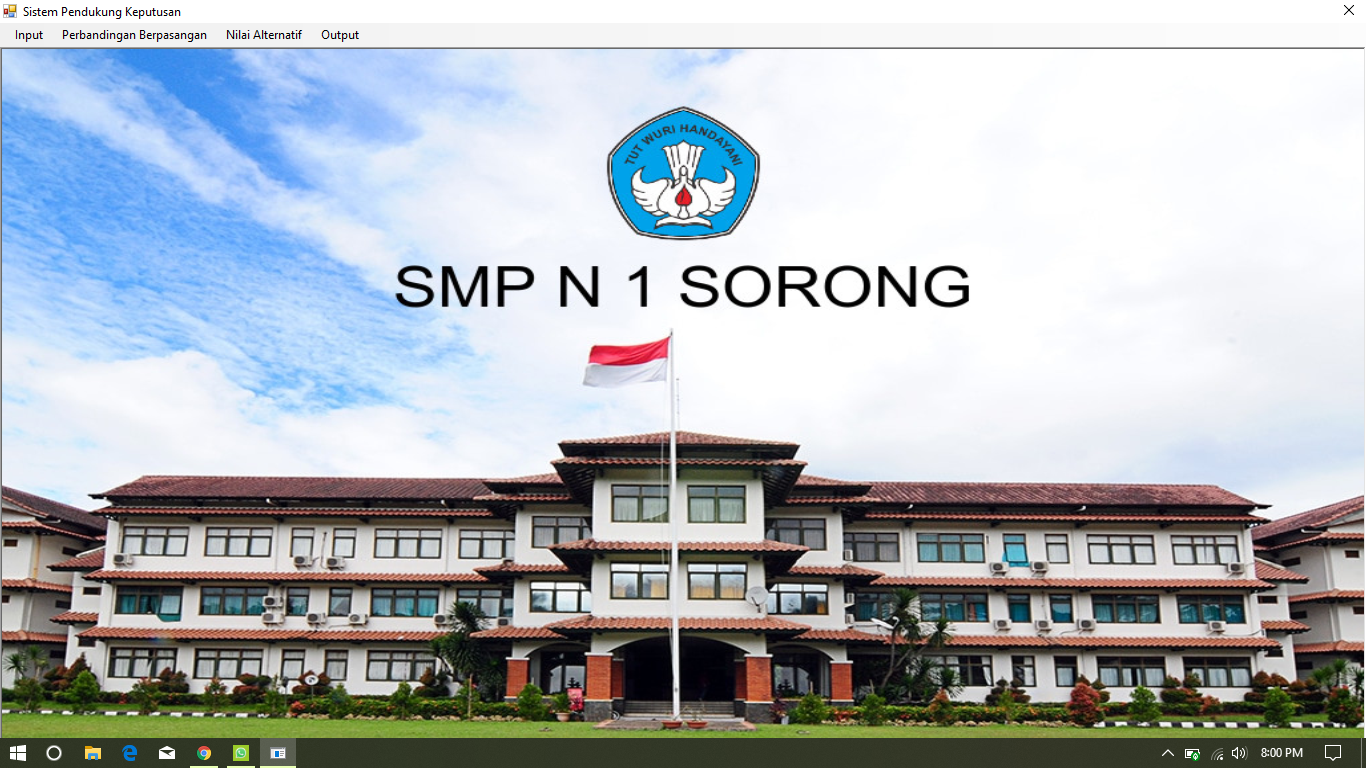 Sistem Pendukung Keputusan
Input Perbandingan Berpasangan Nilai Alternatif Output
TUT WURI HANDAYANI
SMP N 1 SORONG
8:00 PM